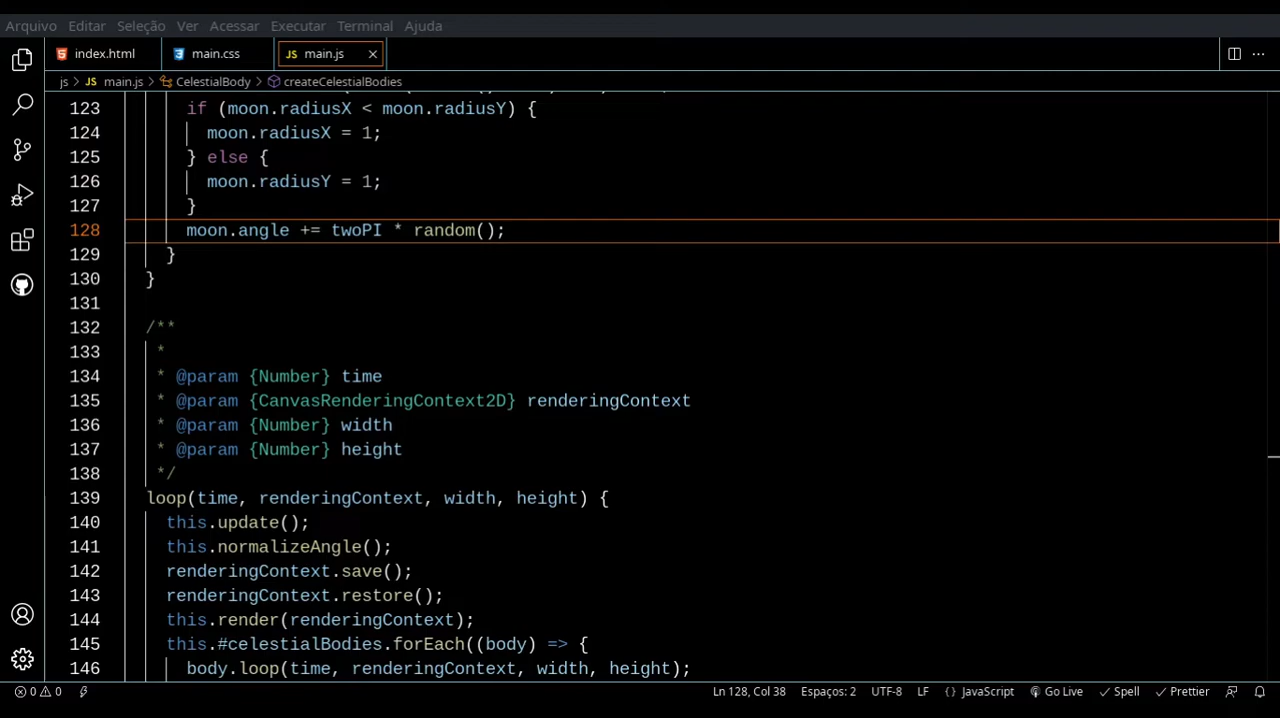 Arquivo Editar Seleção Ver Acessar Executar Terminal Ajuda
index.html main.css JS main.js
js > JS main.js > CelestialBody > createCelestialBodies
123 if (moon.radiusX < moon.radiusY) {
124 moon.radiusX = 1;
125 } else {
126 moon.radiusY = 1;
127 }
128 moon.angle += twoPI * random();
129 }
130 }
131
132 /**
133 *
134 * @param {Number} time
135 * @param {CanvasRenderingContext2D} renderingContext
136 * @param {Number} width
137 * @param {Number} height
138 */
139 loop(time, renderingContext, width, height) {
140 this.update();
141 this.normalizeAngle();
142 renderingContext.save();
143 renderingContext.restore();
144 this.render(renderingContext);
145 this.#celestialBodies.forEach((body) => {
146 body.loop(time, renderingContext, width, height);
0 0 Ln 128, Col 38 Espaços: 2 UTF-8 LF {} JavaScript Go Live Spell Prettier